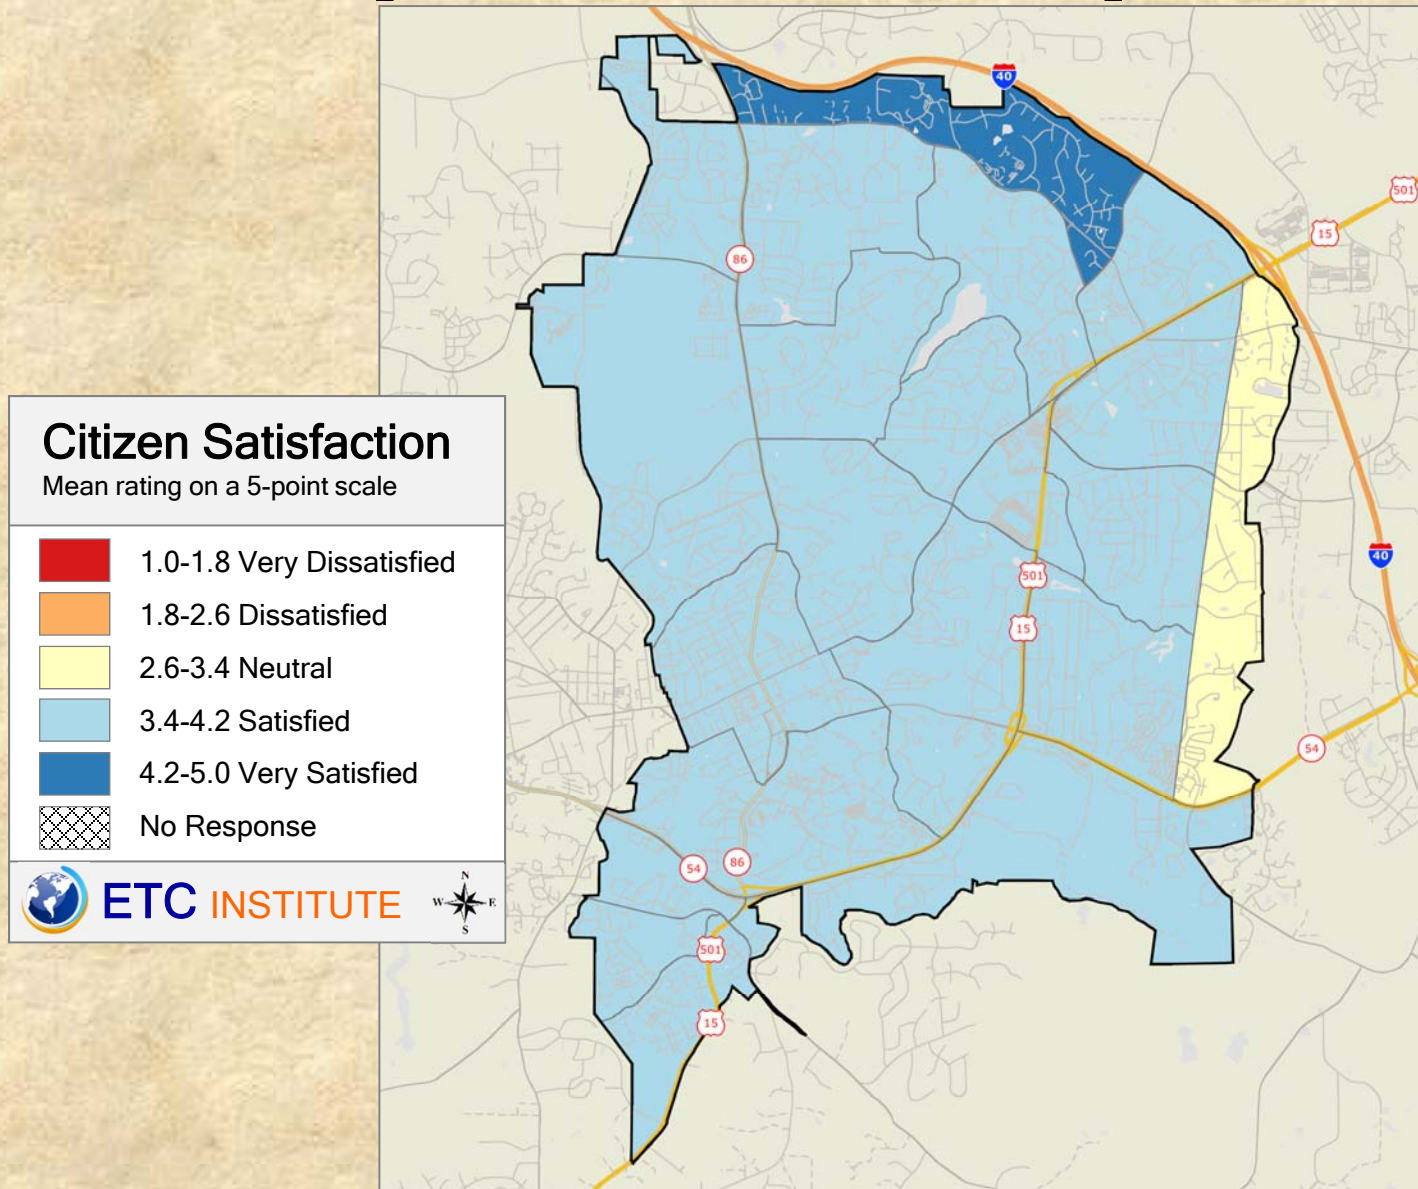 40
501
15
86
Citizen Satisfaction
Mean rating on a 5-point scale
1.0-1.8 Very Dissatisfied
1.8-2.6 Dissatisfied
2.6-3.4 Neutral
3.4-4.2 Satisfied
4.2-5.0 Very Satisfied
No Response
ETC INSTITUTE
N
W E
S
40
501
15
54
54
86
501
15